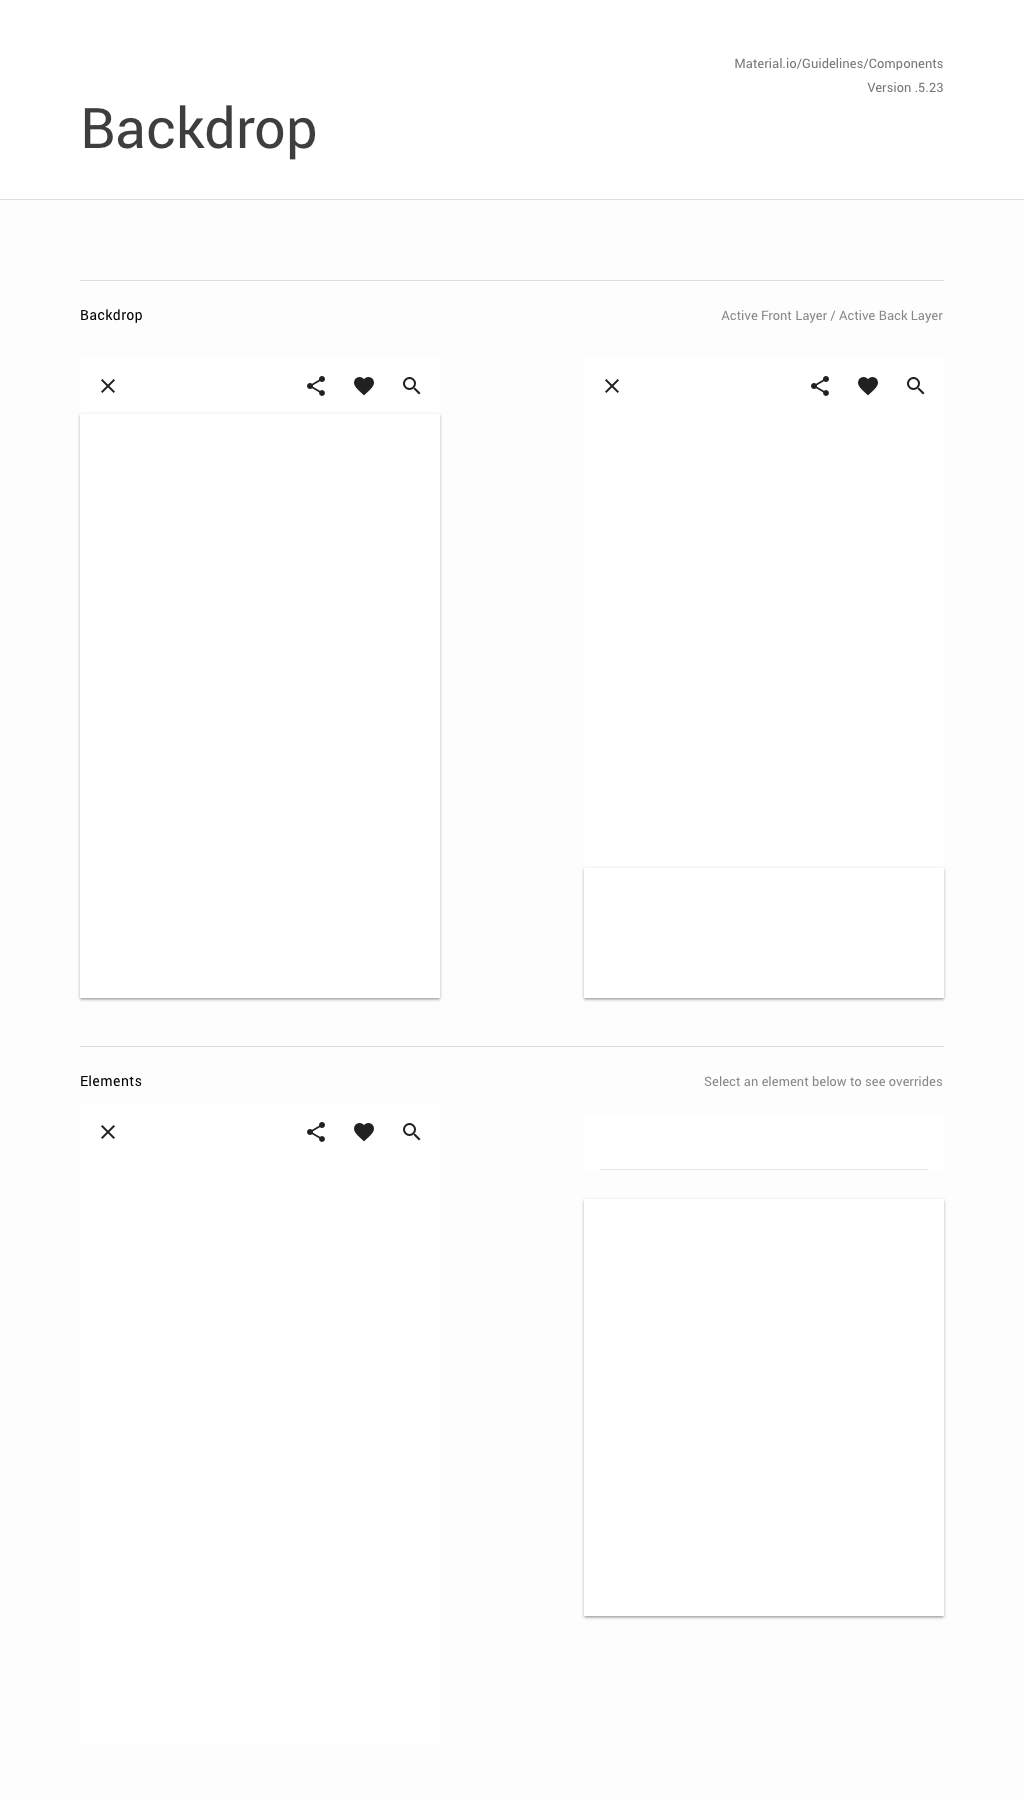 Material.io/Guidelines/Components
Version .5.23
Backdrop
Backdrop
Active Front Layer / Active Back Layer
Elements
Select an element below to see overrides